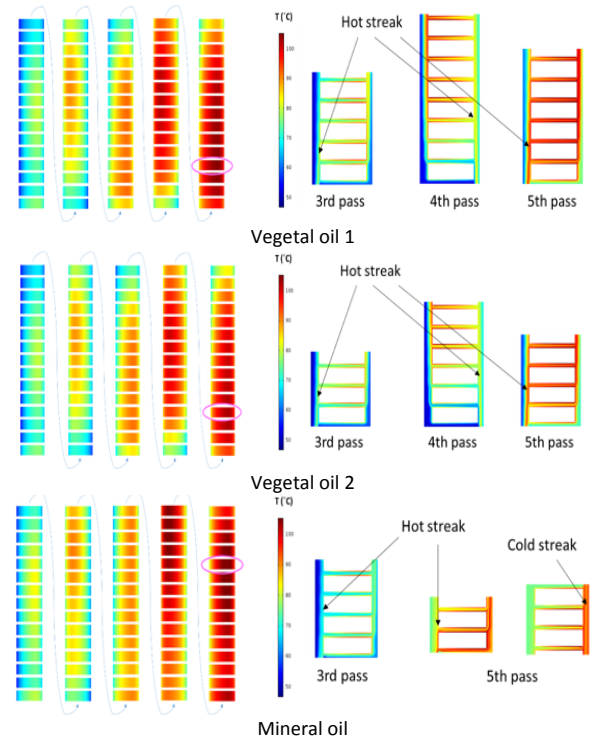 T (˚C)
100
90
80
70
60
50
Hot streak
3rd pass
4th pass
5th pass
Vegetal oil 1
T (˚C)
100
90
80
70
60
50
Hot streak
3rd pass
4th pass
5th pass
Vegetal oil 2
T (˚C)
100
90
80
70
60
50
Hot streak
Cold streak
3rd pass
5th pass
Mineral oil